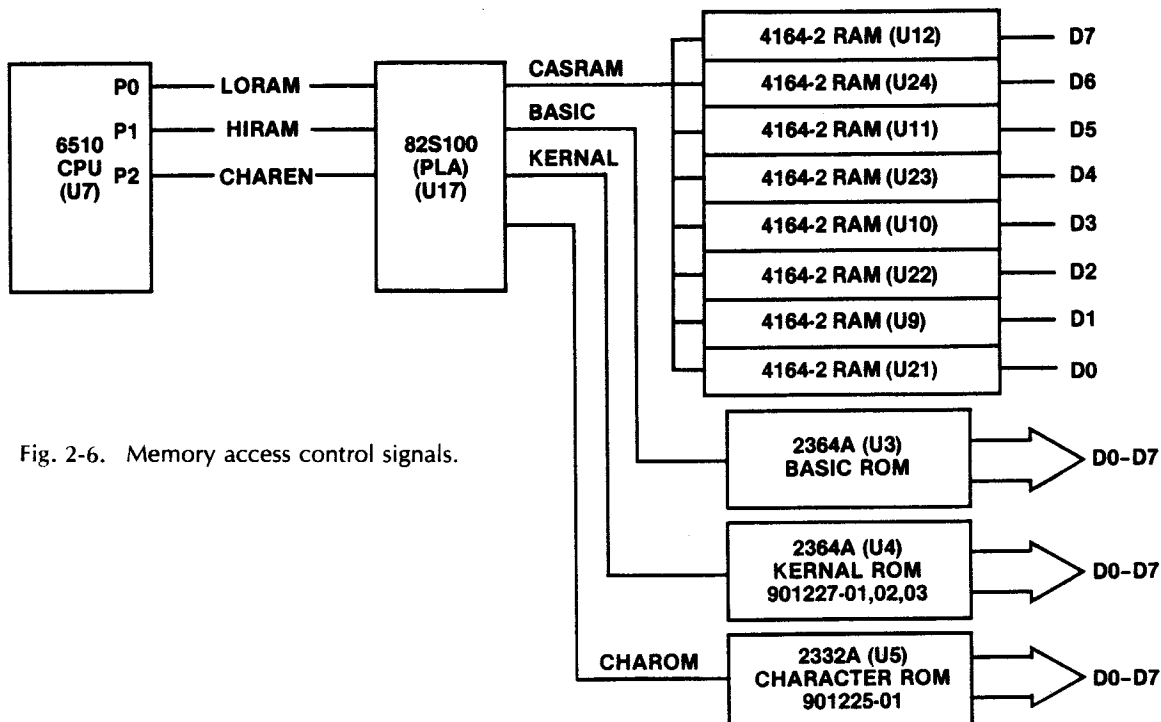 6510
CPU
(U7)
P0
P1
P2
LORAM
HIRAM
CHAREN
82S100
(PLA)
(U17)
CASRAM
BASIC
KERNAL
CHAROM
4164-2 RAM (U12)
D7
4164-2 RAM (U24)
D6
4164-2 RAM (U11)
D5
4164-2 RAM (U23)
D4
4164-2 RAM (U10)
D3
4164-2 RAM (U22)
D2
4164-2 RAM (U9)
D1
4164-2 RAM (U21)
D0
2364A (U3)
BASIC ROM
D0-D7
2364A (U4)
KERNAL ROM
901227-01,02,03
D0-D7
2332A (U5)
CHARACTER ROM
901225-01
D0-D7
Fig. 2-6. Memory access control signals.